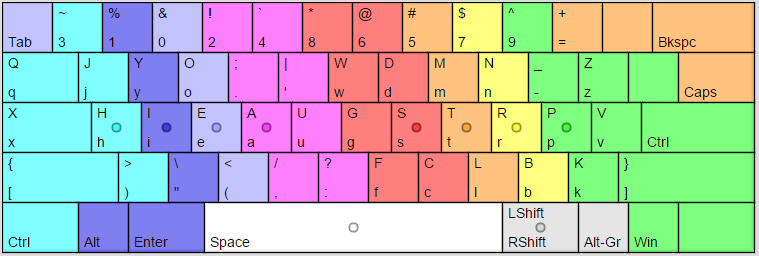 ~ % & ! ` * @ # $ ^ +
Tab 3 1 0 2 4 8 6 5 7 9 = Bkspc
Q J Y O ; | W D M N _ Z
q j y o . ' w d m n - z Caps
X H I E A U G S T R P V
x h i e a u g s t r p v Ctrl
{ > \ < / ? F C L B K }
[ ) " ( , : f c l b k ]
LShift
Ctrl Alt Enter Space RShift Alt-Gr Win